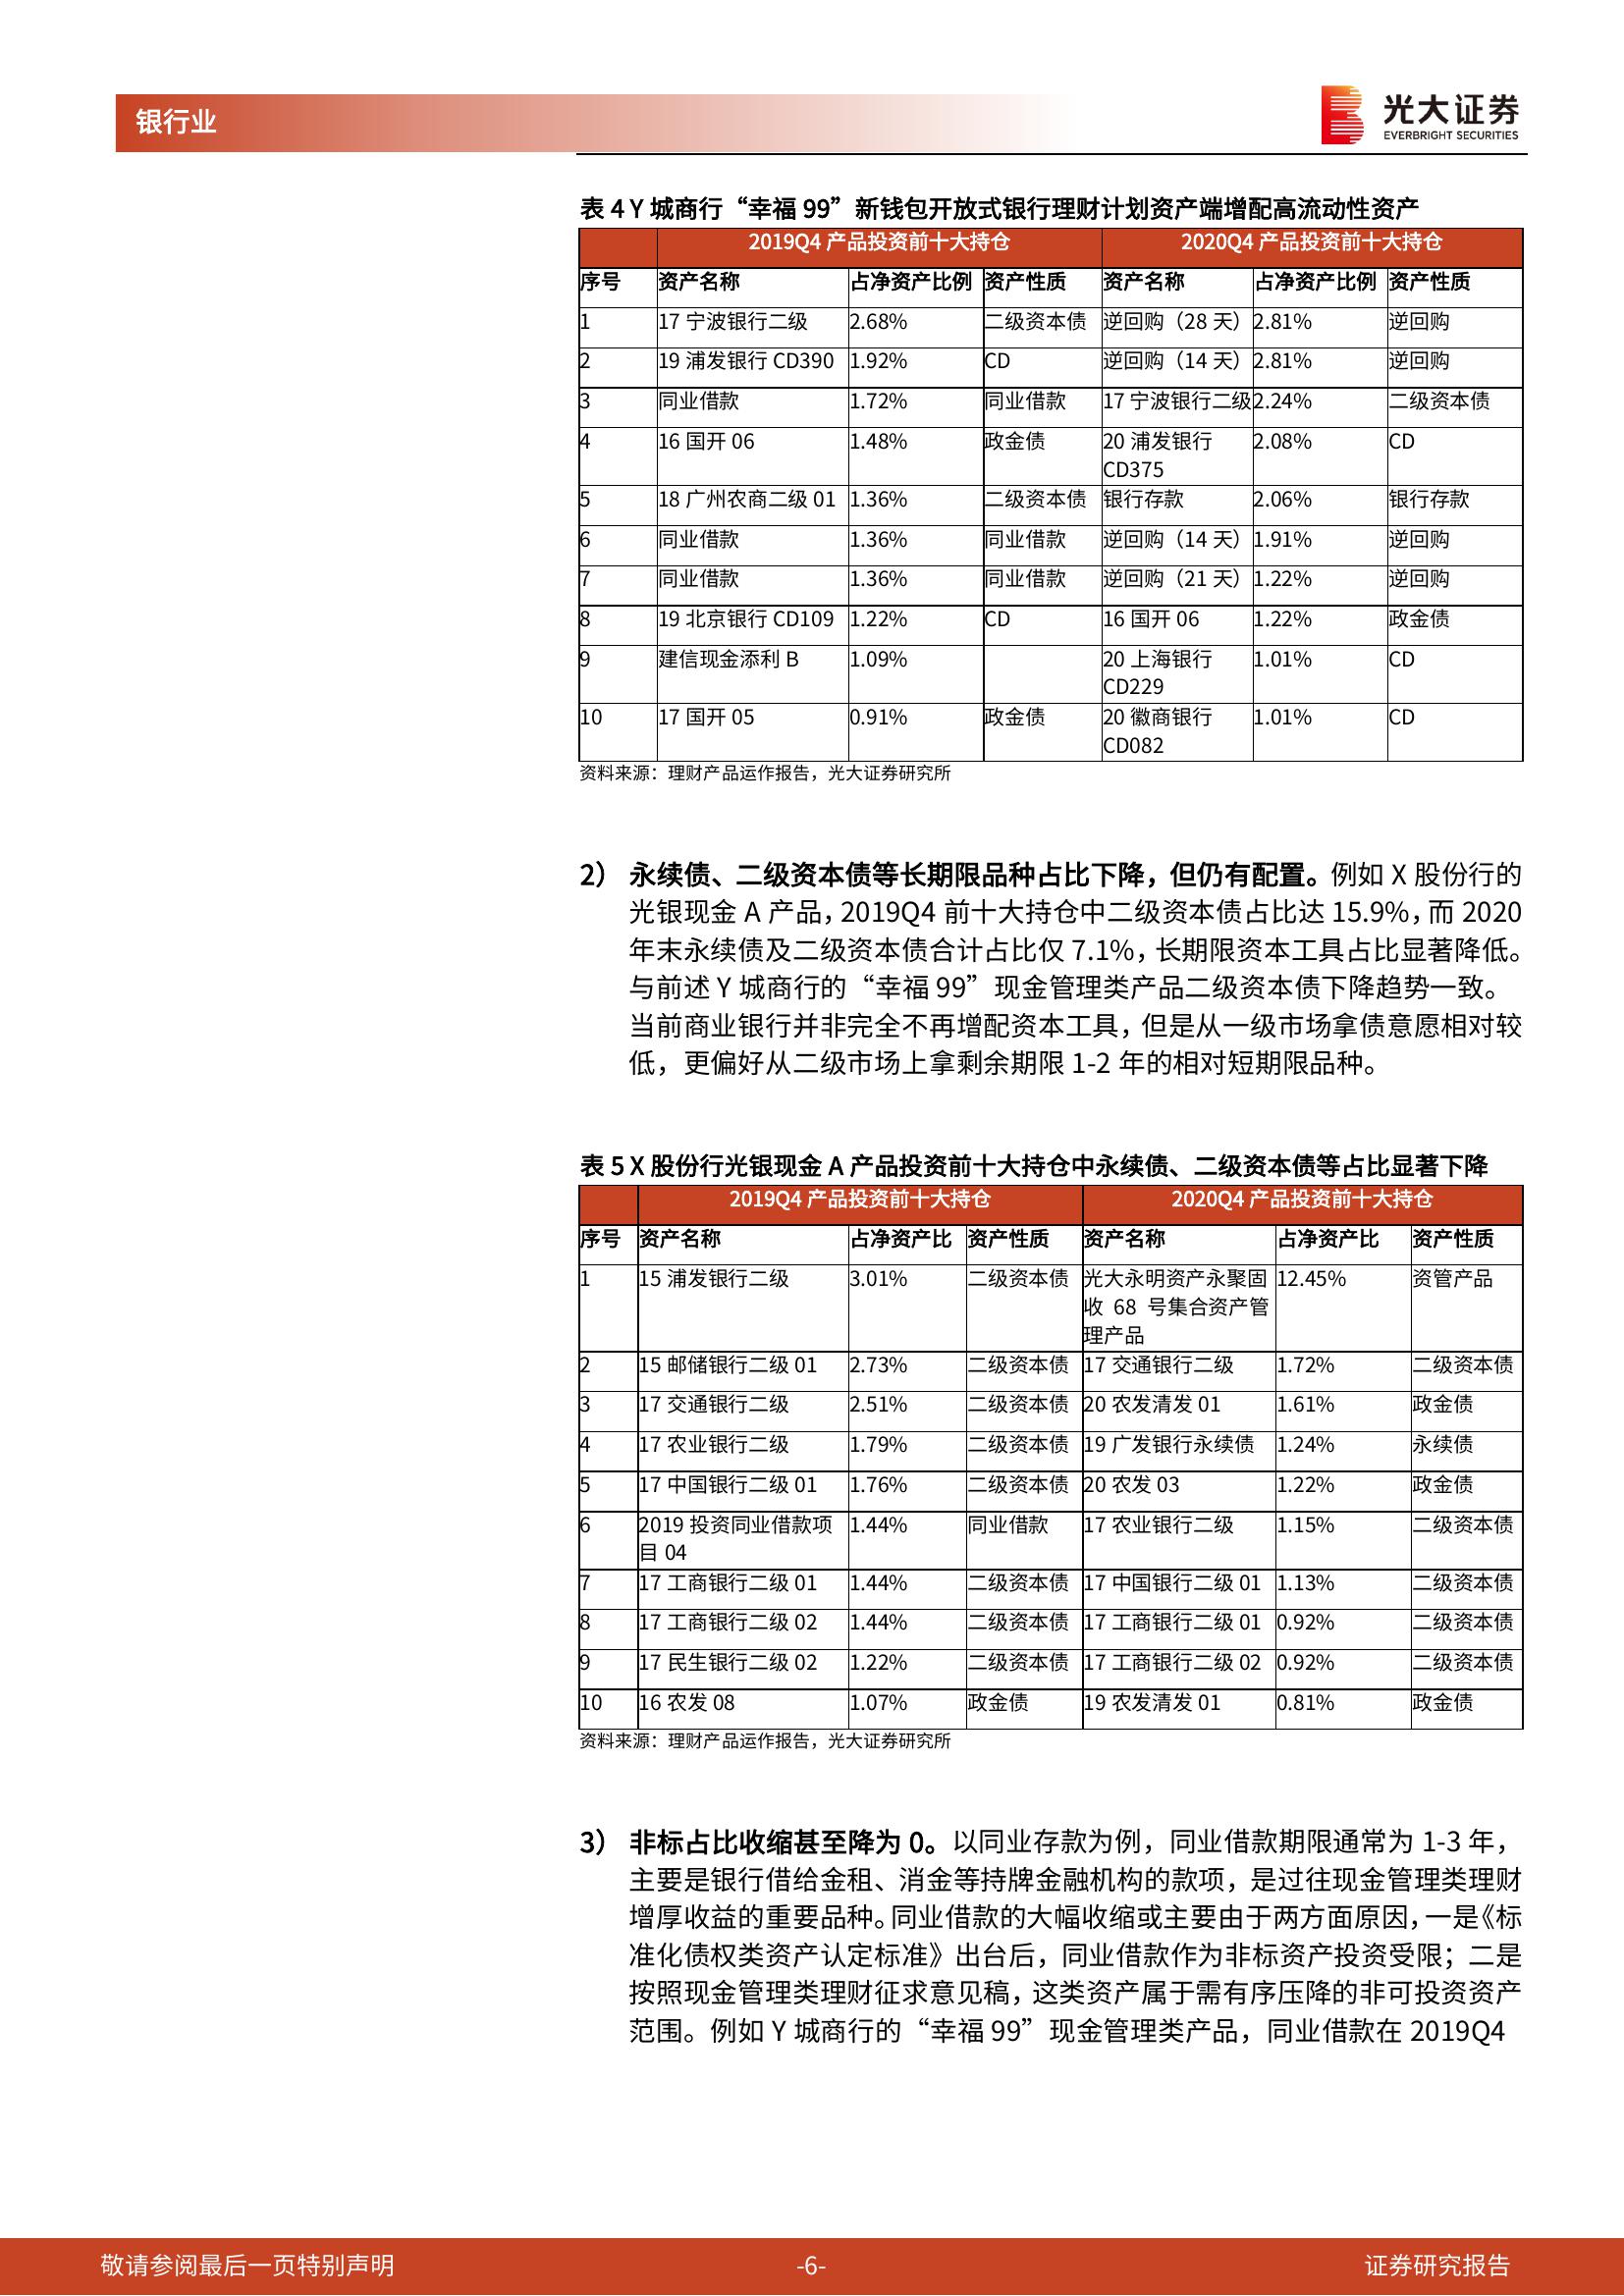 银行业
光大证券
EVERBRIGHT SECURITIES
表 4 Y 城商行“幸福 99”新钱包开放式银行理财计划资产端增配高流动性资产
2019Q4 产品投资前十大持仓 2020Q4 产品投资前十大持仓
序号 资产名称 占净资产比例 资产性质 资产名称 占净资产比例 资产性质
1 17 宁波银行二级 2.68% 二级资本债 逆回购（28 天） 2.81% 逆回购
2 19 浦发银行 CD390 1.92% CD 逆回购（14 天） 2.81% 逆回购
3 同业借款 1.72% 同业借款 17 宁波银行二级 2.24% 二级资本债
4 16 国开 06 1.48% 政金债 20 浦发银行 2.08% CD
CD375
5 18 广州农商二级 01 1.36% 二级资本债 银行存款 2.06% 银行存款
6 同业借款 1.36% 同业借款 逆回购（14 天） 1.91% 逆回购
7 同业借款 1.36% 同业借款 逆回购（21 天） 1.22% 逆回购
8 19 北京银行 CD109 1.22% CD 16 国开 06 1.22% 政金债
9 建信现金添利 B 1.09% 20 上海银行 1.01% CD
CD229
10 17 国开 05 0.91% 政金债 20 徽商银行 1.01% CD
CD082
资料来源：理财产品运作报告，光大证券研究所
2） 永续债、二级资本债等长期限品种占比下降，但仍有配置。例如 X 股份行的
光银现金 A 产品，2019Q4 前十大持仓中二级资本债占比达 15.9%，而 2020
年末永续债及二级资本债合计占比仅 7.1%，长期限资本工具占比显著降低。
与前述 Y 城商行的“幸福 99”现金管理类产品二级资本债下降趋势一致。
当前商业银行并非完全不再增配资本工具，但是从一级市场拿债意愿相对较
低，更偏好从二级市场上拿剩余期限 1-2 年的相对短期限品种。
表 5 X 股份行光银现金 A 产品投资前十大持仓中永续债、二级资本债等占比显著下降
2019Q4 产品投资前十大持仓 2020Q4 产品投资前十大持仓
序号 资产名称 占净资产比 资产性质 资产名称 占净资产比 资产性质
1 15 浦发银行二级 3.01% 二级资本债 光大永明资产永聚固 12.45% 资管产品
收 68 号集合资产管
理产品
2 15 邮储银行二级 01 2.73% 二级资本债 17 交通银行二级 1.72% 二级资本债
3 17 交通银行二级 2.51% 二级资本债 20 农发清发 01 1.61% 政金债
4 17 农业银行二级 1.79% 二级资本债 19 广发银行永续债 1.24% 永续债
5 17 中国银行二级 01 1.76% 二级资本债 20 农发 03 1.22% 政金债
6 2019 投资同业借款项 1.44% 同业借款 17 农业银行二级 1.15% 二级资本债
目 04
7 17 工商银行二级 01 1.44% 二级资本债 17 中国银行二级 01 1.13% 二级资本债
8 17 工商银行二级 02 1.44% 二级资本债 17 工商银行二级 01 0.92% 二级资本债
9 17 民生银行二级 02 1.22% 二级资本债 17 工商银行二级 02 0.92% 二级资本债
10 16 农发 08 1.07% 政金债 19 农发清发 01 0.81% 政金债
资料来源：理财产品运作报告，光大证券研究所
3） 非标占比收缩甚至降为 0。以同业存款为例，同业借款期限通常为 1-3 年，
主要是银行借给金租、消金等持牌金融机构的款项，是过往现金管理类理财
增厚收益的重要品种。同业借款的大幅收缩或主要由于两方面原因，一是《标
准化债权类资产认定标准》出台后，同业借款作为非标资产投资受限；二是
按照现金管理类理财征求意见稿，这类资产属于需有序压降的非可投资资产
范围。例如 Y 城商行的“幸福 99”现金管理类产品，同业借款在 2019Q4
敬请参阅最后一页特别声明 -6- 证券研究报告